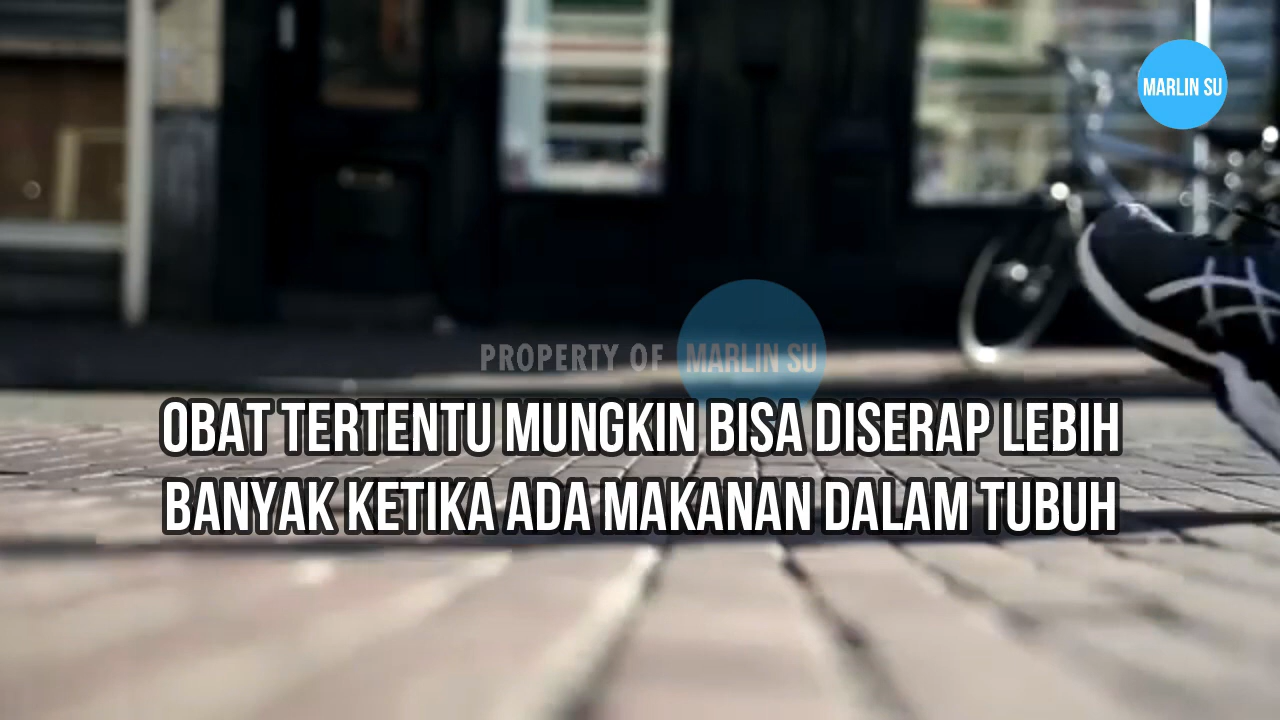 MARLIN SU
PROPERTY OF MARLIN SU
OBAT TERTENTU MUNGKIN BISA DISERAP LEBIH
BANYAK KETIKA ADA MAKANAN DALAM TUBUH